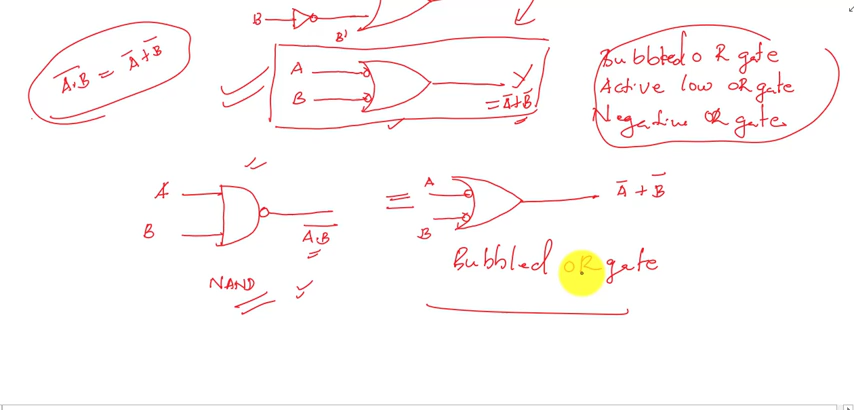 B
B'
A̅.̅B̅ = A̅ + B̅
A
B
Y
= A̅ + B̅
Bubbled OR gate
Active low OR gate
Negative OR gate
A
B
A̅.̅B̅
NAND
=
A
B
A̅ + B̅
Bubbled OR gate